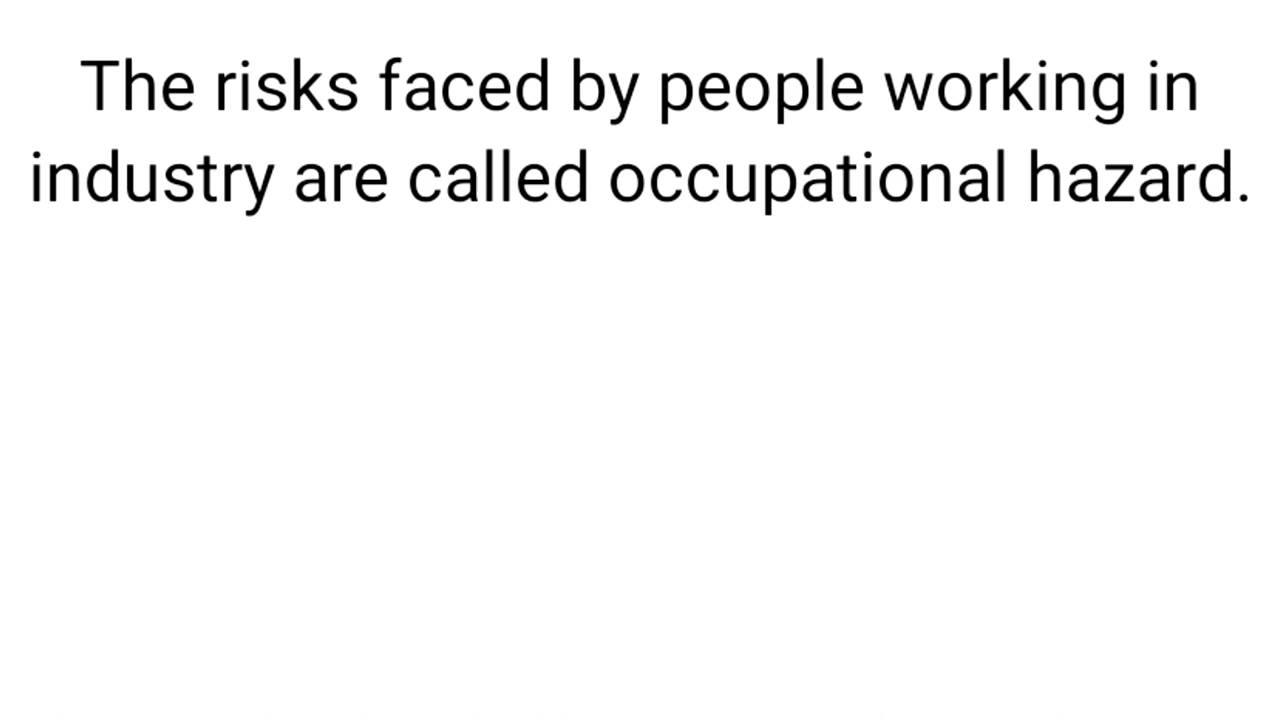 The risks faced by people working in
industry are called occupational hazard.